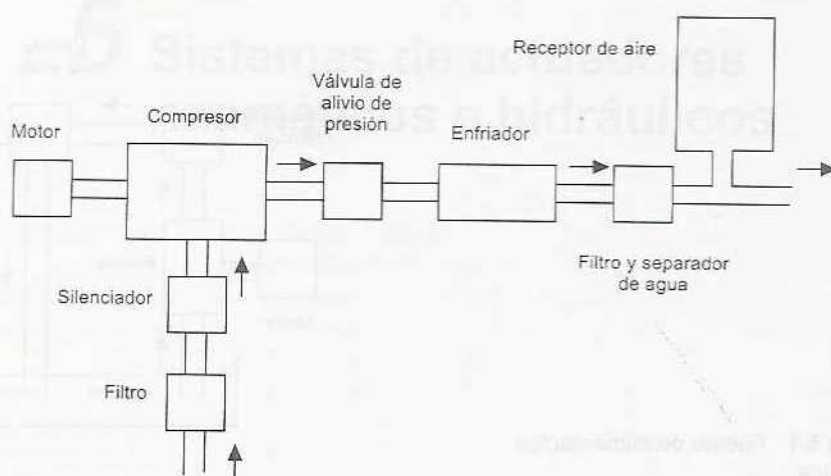 Receptor de aire
Válvula de
alivio de
presión
Compresor
Motor
Enfriador
Filtro y separador
de agua
Silenciador
Filtro